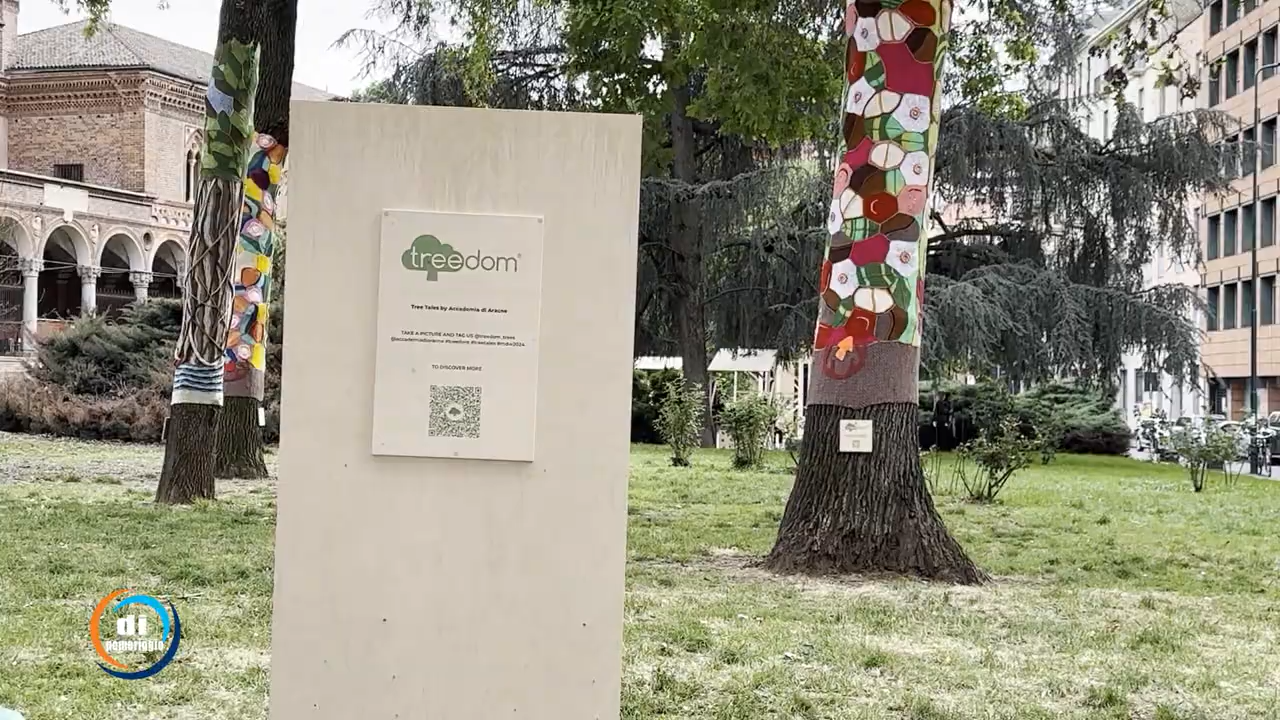 treedom®
Tree Tales by Accademia di Aracne
TAKE A PICTURE AND TAG US @treedom_trees
#treedom #treetales #mdw2024
TO DISCOVER MORE
di
pomeriggio